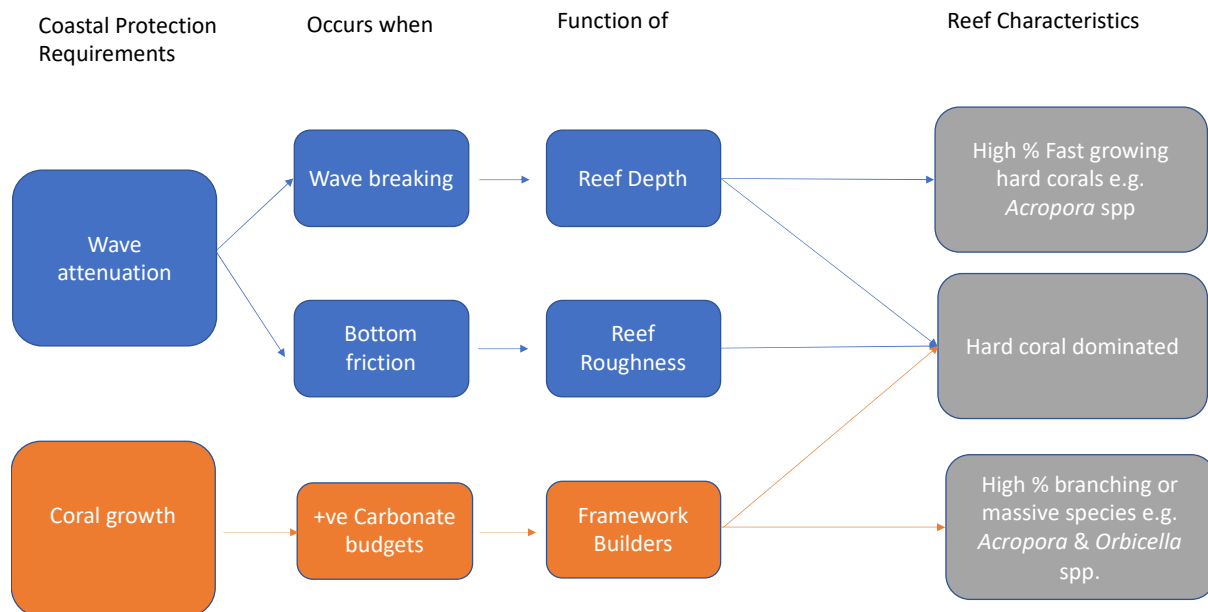 Coastal Protection
Requirements
Occurs when
Function of
Reef Characteristics
Wave
attenuation
Wave breaking
Reef Depth
High % Fast growing
hard corals e.g.
Acropora spp
Bottom
friction
Reef
Roughness
Hard coral dominated
Coral growth
+ve Carbonate
budgets
Framework
Builders
High % branching or
massive species e.g.
Acropora & Orbicella
spp.